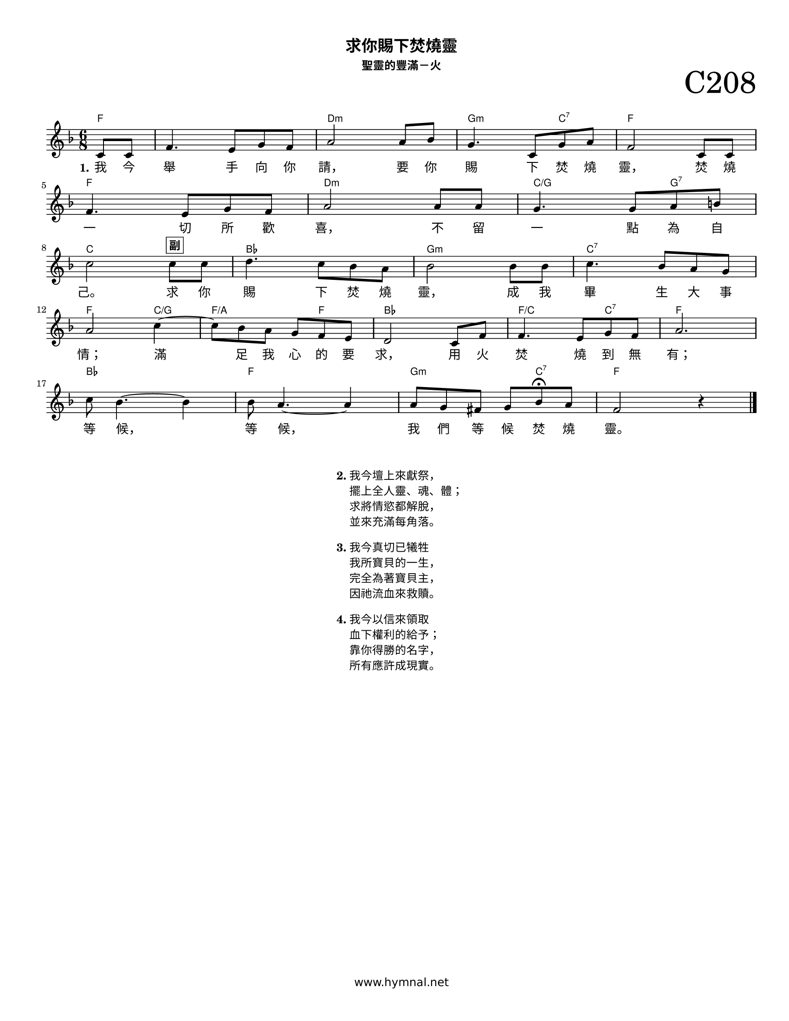 求你賜下焚燒靈
聖靈的豐滿－火
C208
F Dm Gm C7 F
6 8
1. 我 今 舉 手 向 你 請， 要 你 賜 下 焚 燒 靈， 焚 燒
5 F Dm C/G G7
一 切 所 歡 喜， 不 留 一 點 為 自
8 C 副 B♭ Gm C7
己。 求 你 賜 下 焚 燒 靈， 成 我 畢 生 大 事
12 F C/G F/A F B♭ F/C C7 F
情； 滿 足 我 心 的 要 求， 用 火 焚 燒 到 無 有；
17 B♭ F Gm C7 F
等 候， 等 候， 我 們 等 候 焚 燒 靈。
2. 我今壇上來獻祭，
擺上全人靈、魂、體；
求將情慾都解脫，
並來充滿每角落。
3. 我今真切已犧牲
我所寶貝的一生，
完全為著寶貝主，
因祂流血來救贖。
4. 我今以信來領取
血下權利的給予；
靠你得勝的名字，
所有應許成現實。
www.hymnal.net